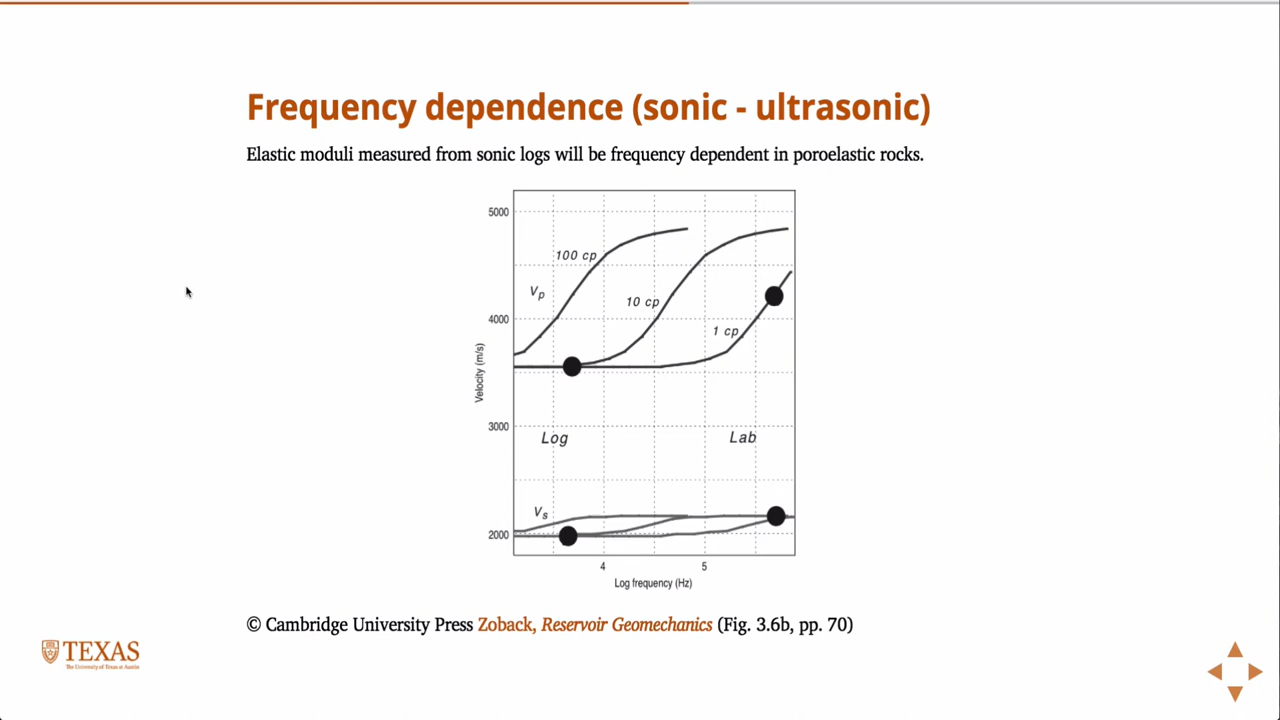 Frequency dependence (sonic - ultrasonic)
Elastic moduli measured from sonic logs will be frequency dependent in poroelastic rocks.
5000
100 cp
Vp
10 cp
4000
1 cp
Velocity (m/s)
3000
Log
Lab
Vs
2000
4
5
Log frequency (Hz)
© Cambridge University Press Zoback, Reservoir Geomechanics (Fig. 3.6b, pp. 70)
TEXAS
The University of Texas at Austin